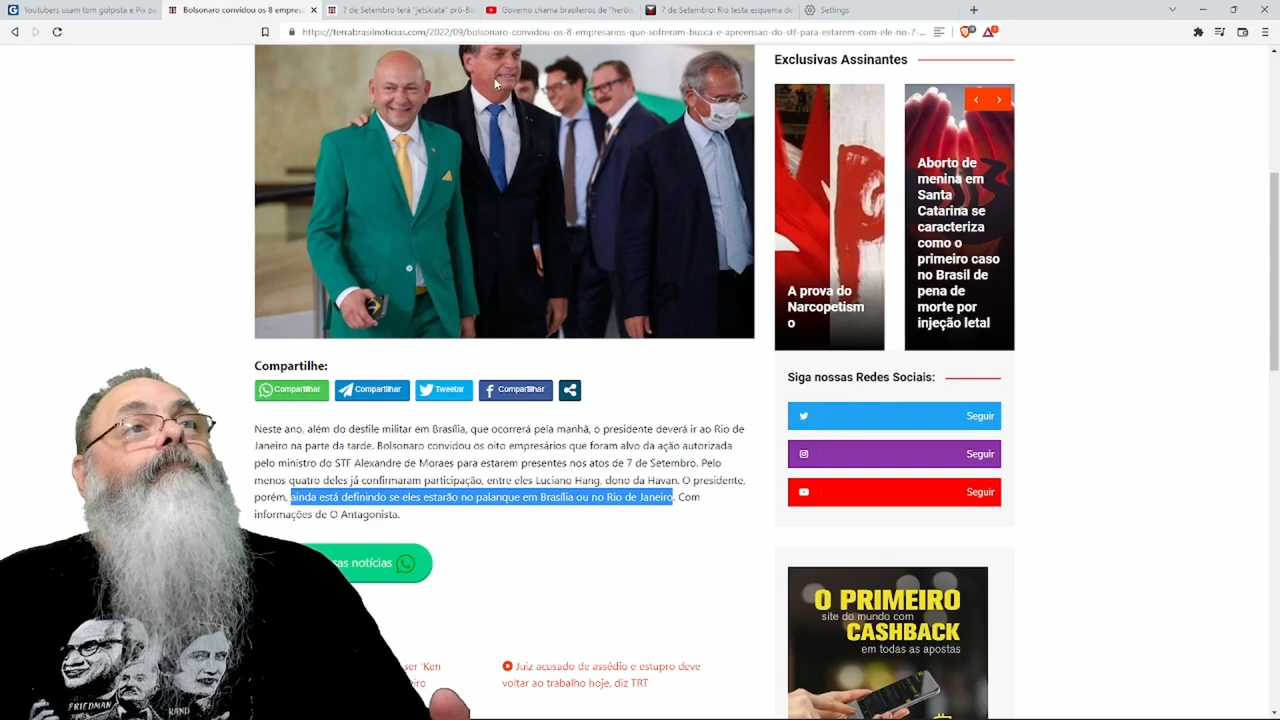 Youtubers usam tom golpista e Pix pa
Bolsonaro convidou os 8 empresa
7 de Setembro terá "jetskiata" pró-Bol
Governo chama brasileiros de "heróis
7 de Setembro: Rio testa esquema de
Settings
https://terrabrasilnoticias.com/2022/09/bolsonaro-convidou-os-8-empresarios-que-sofreram-busca-e-apreensao-do-stf-para-estarem-com-ele-no-7-...
Exclusivas Assinantes
A prova do
Narcopetism
o
Aborto de
menina em
Santa
Catarina se
caracteriza
como o
primeiro caso
no Brasil de
pena de
morte por
injeção letal
Compartilhe:
Compartilhar
Compartilhar
Tweetar
Compartilhar
Neste ano, além do desfile militar em Brasília, que ocorrerá pela manhã, o presidente deverá ir ao Rio de
Janeiro na parte da tarde. Bolsonaro convidou os oito empresários que foram alvo da ação autorizada
pelo ministro do STF Alexandre de Moraes para estarem presentes nos atos de 7 de Setembro. Pelo
menos quatro deles já confirmaram participação, entre eles Luciano Hang, dono da Havan. O presidente,
porém, ainda está definindo se eles estarão no palanque em Brasília ou no Rio de Janeiro. Com
informações de O Antagonista.
Siga nossas Redes Sociais:
Seguir
Seguir
Seguir
notícias
ser 'Ken
Juiz acusado de assédio e estupro deve
voltar ao trabalho hoje, diz TRT
O PRIMEIRO
site do mundo com
CASHBACK
em todas as apostas
FRIEDMAN
RAND